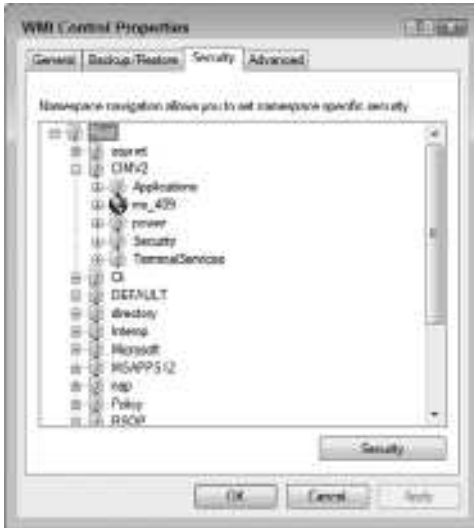 WMI Control Properties
General
Backup/Restore
Security
Advanced
Namespace navigation allows you to set namespace specific security.
Root
aspnet
CIMV2
Applications
ms_409
power
Security
TerminalServices
DEFAULT
directory
Interop
Microsoft
MSAPPS12
nap
Policy
RSOP
Security
OK
Cancel
Apply